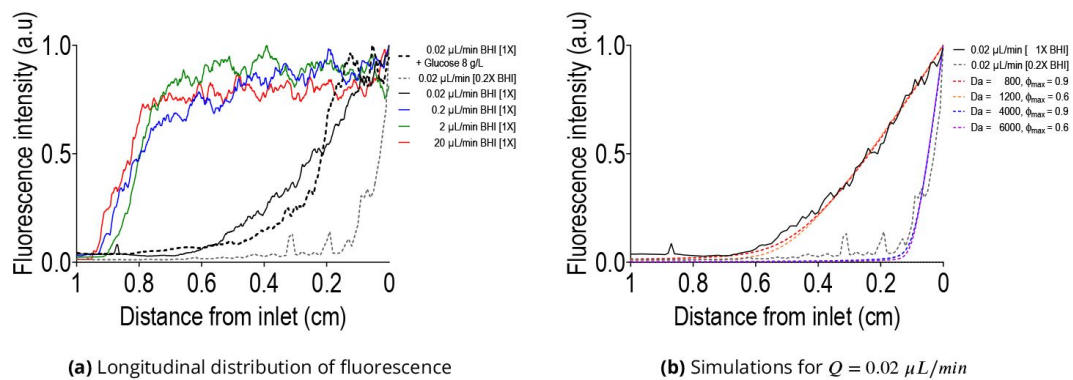 Fluorescence intensity (a.u)
1.0
0.5
0.0
1 0.8 0.6 0.4 0.2 0
Distance from inlet (cm)
0.02 µL/min BHI [1X]
+ Glucose 8 g/L
0.02 µL/min [0.2X BHI]
0.02 µL/min BHI [1X]
0.2 µL/min BHI [1X]
2 µL/min BHI [1X]
20 µL/min BHI [1X]
(a) Longitudinal distribution of fluorescence
Fluorescence intensity (a.u)
1.0
0.5
0.0
1 0.8 0.6 0.4 0.2 0
Distance from inlet (cm)
0.02 µL/min [ 1X BHI]
0.02 µL/min [0.2X BHI]
Da = 800, ϕmax = 0.9
Da = 1200, ϕmax = 0.6
Da = 4000, ϕmax = 0.9
Da = 6000, ϕmax = 0.6
(b) Simulations for Q = 0.02 µL/min